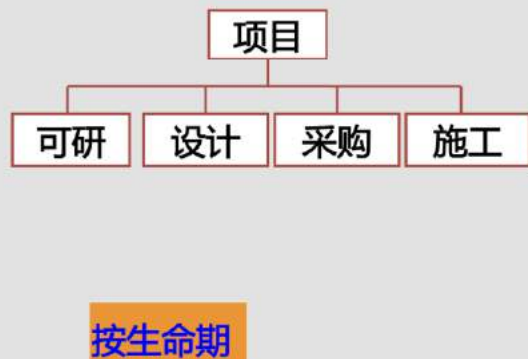 项目
可研 设计 采购 施工
按生命期